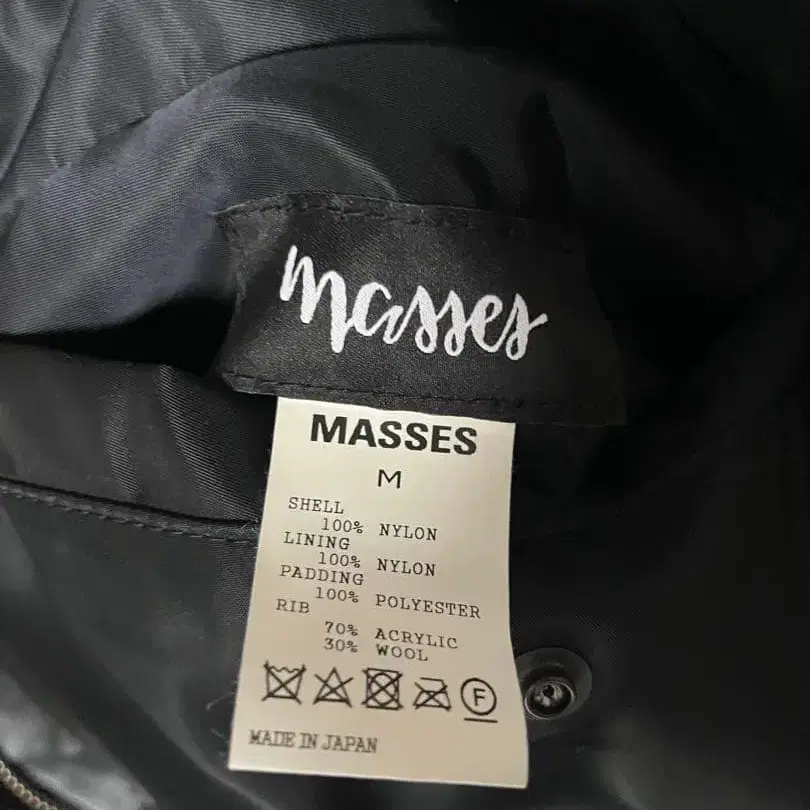 masses
MASSES
M
SHELL
100% NYLON
LINING
100% NYLON
PADDING
100% POLYESTER
RIB
70% ACRYLIC
30% WOOL
F
MADE IN JAPAN